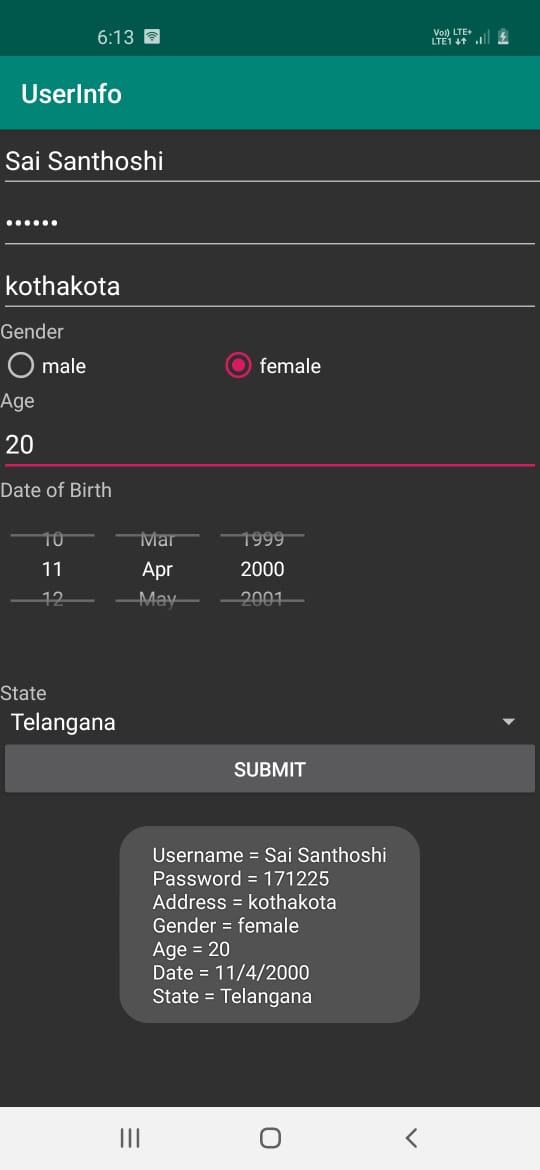 6:13
Vo) LTE+
LTE1
UserInfo
Sai Santhoshi
••••••
kothakota
Gender
male female
Age
20
Date of Birth
10 Mar 1999
11 Apr 2000
12 May 2001
State
Telangana
SUBMIT
Username = Sai Santhoshi
Password = 171225
Address = kothakota
Gender = female
Age = 20
Date = 11/4/2000
State = Telangana